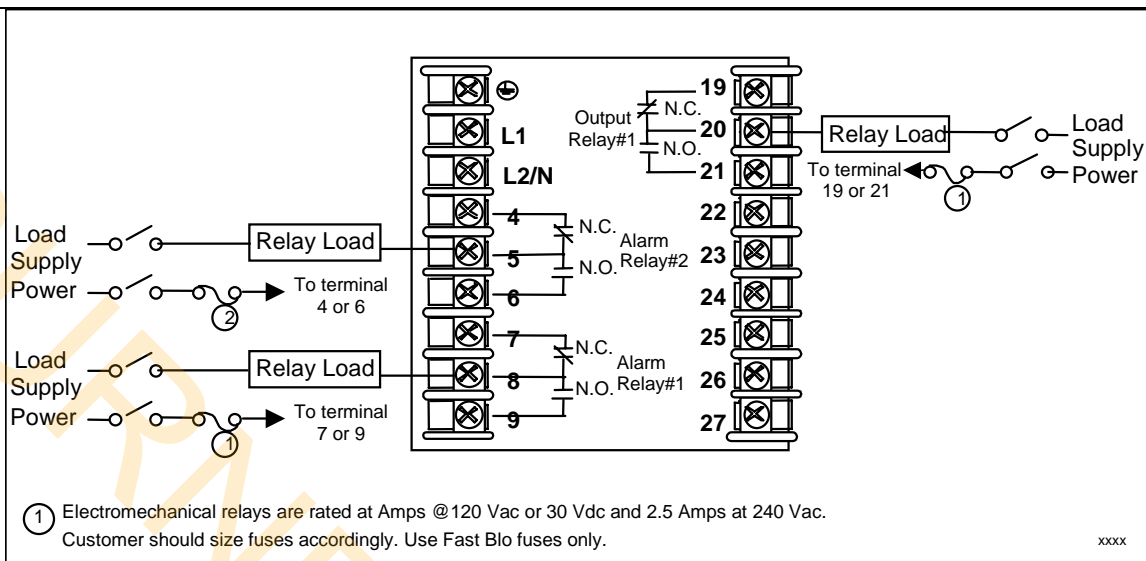 19
N.C.
Output
Relay#1
20
N.O.
21
L1
L2/N
Relay Load
Load
Supply
Power
To terminal
19 or 21
1
4
N.C.
Alarm
Relay#2
5
N.O.
6
22
23
24
Load
Supply
Power
Relay Load
To terminal
4 or 6
2
7
N.C.
Alarm
Relay#1
8
N.O.
9
25
26
27
Load
Supply
Power
Relay Load
To terminal
7 or 9
1
1 Electromechanical relays are rated at Amps @120 Vac or 30 Vdc and 2.5 Amps at 240 Vac.
Customer should size fuses accordingly. Use Fast Blo fuses only.
xxxx